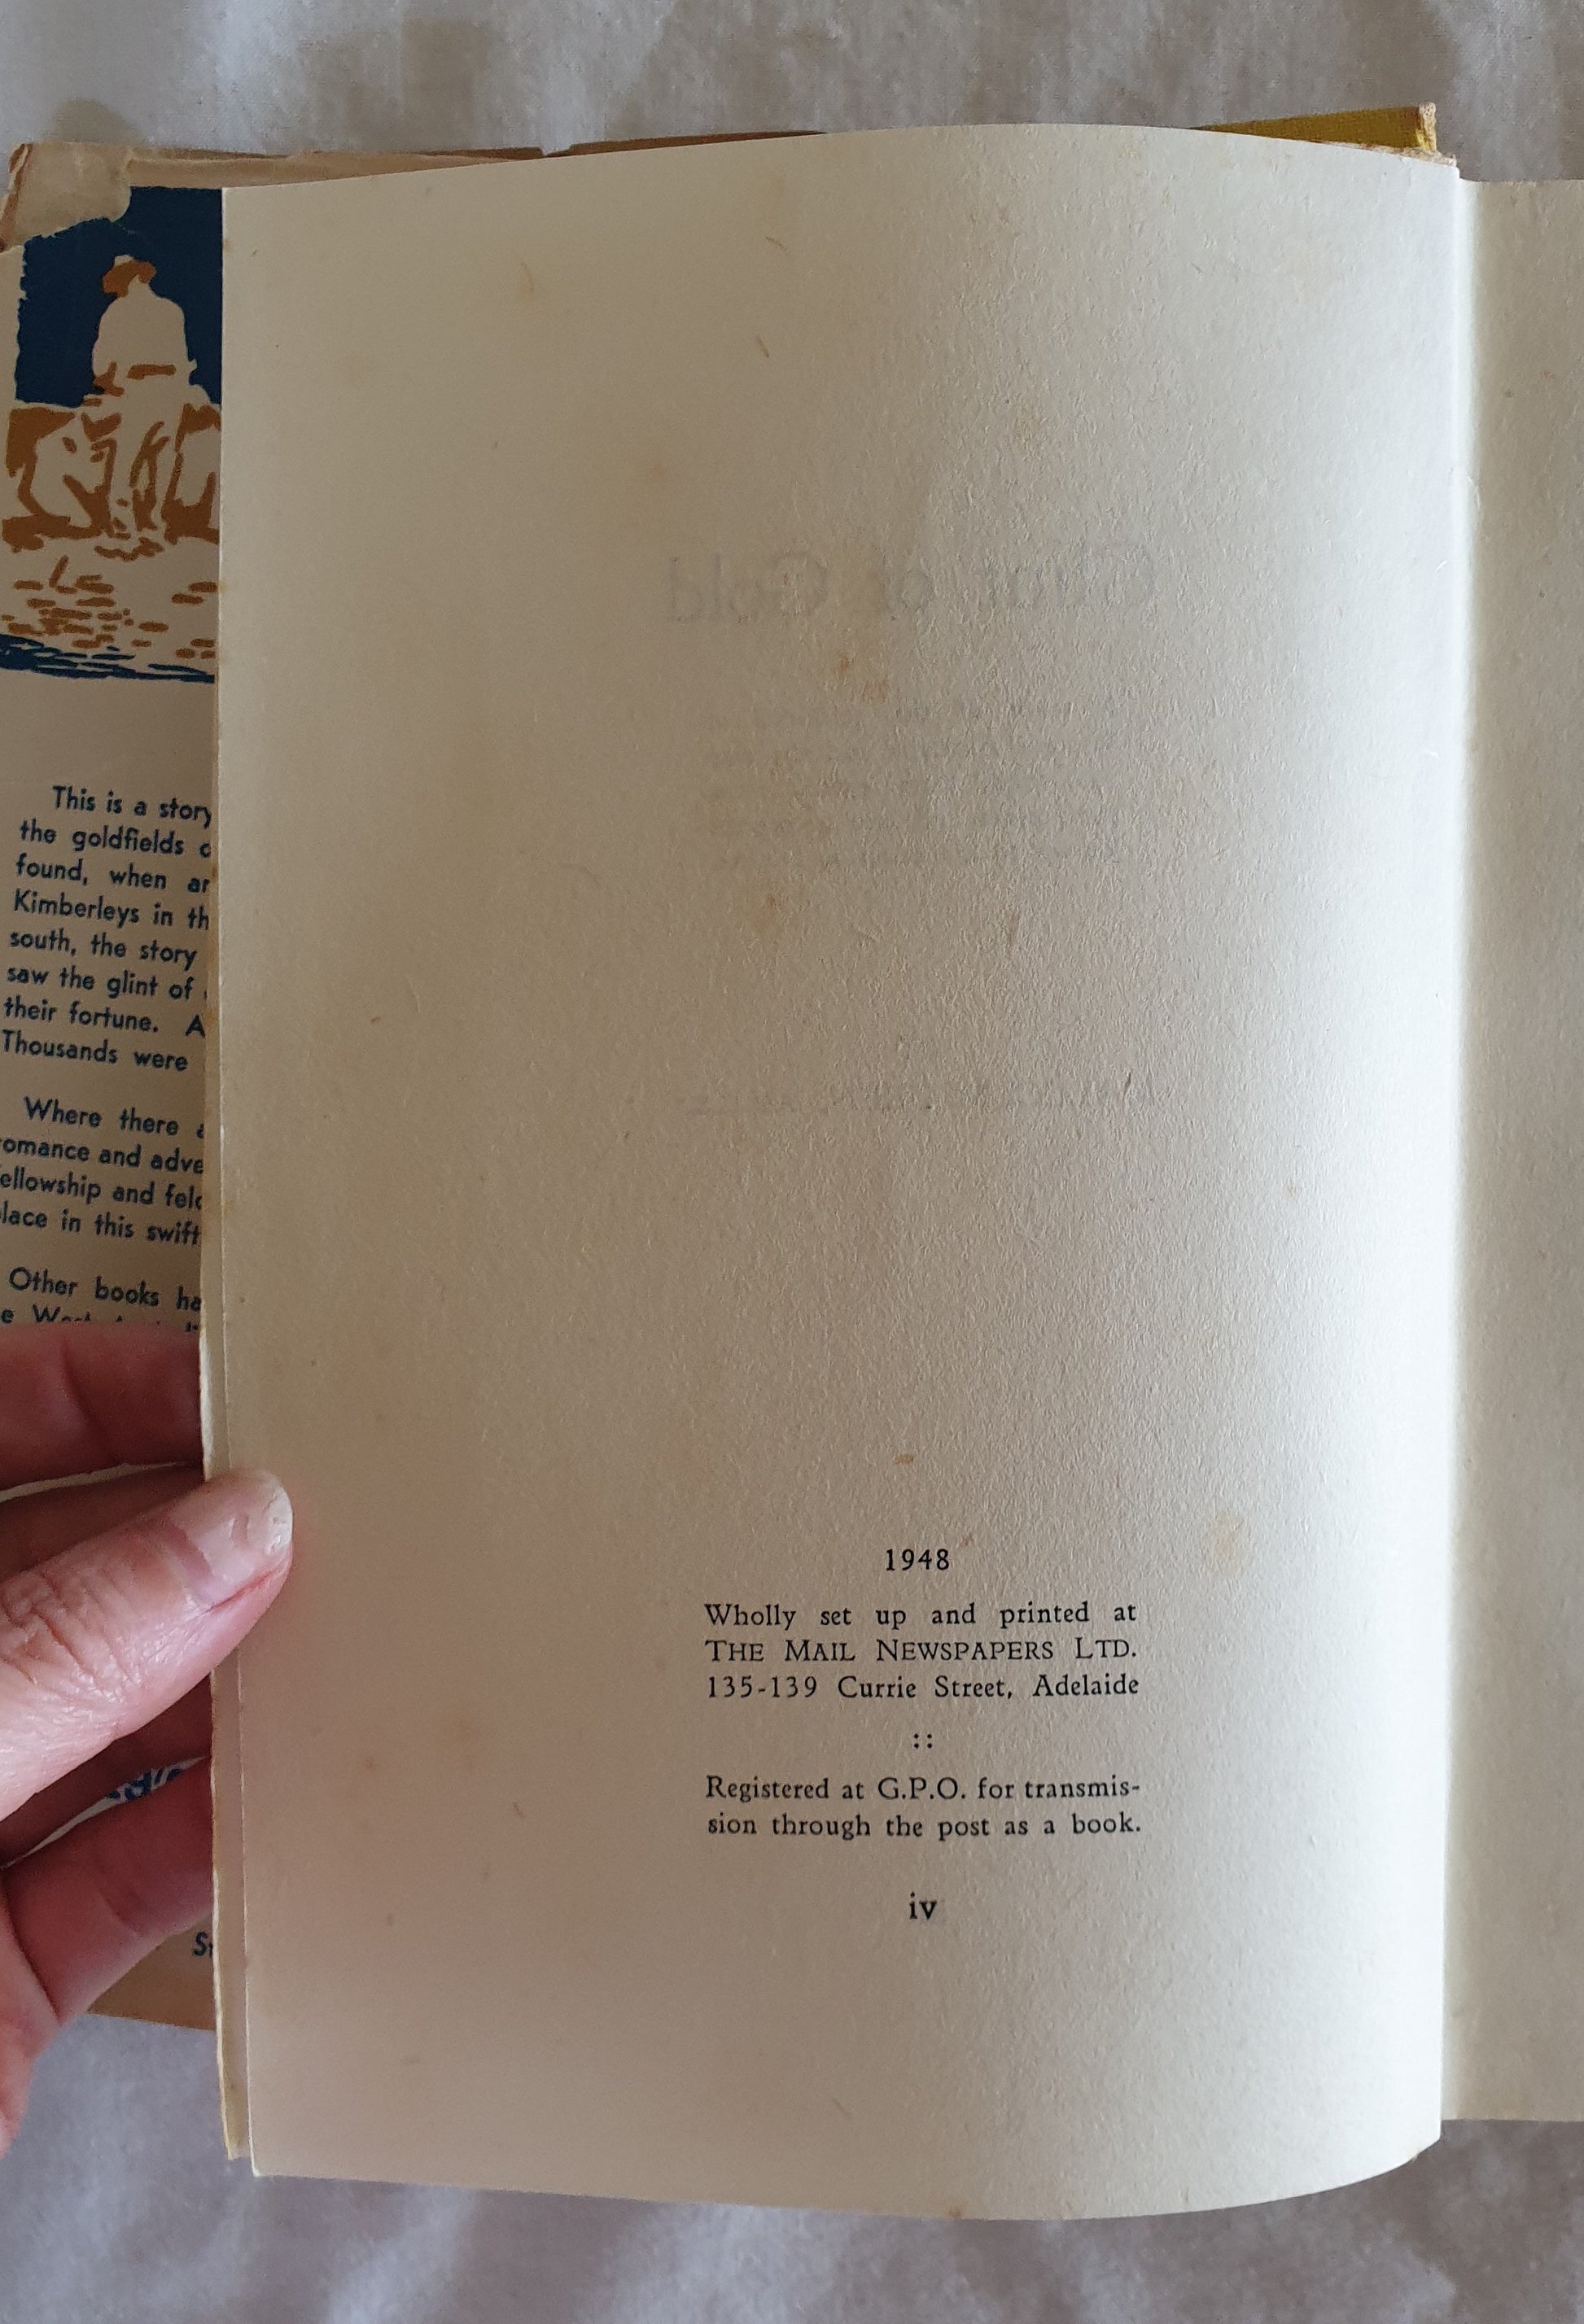 This is a story
the goldfields
found, when
Kimberleys in
south, the story
saw the glint of
their fortune. A
Thousands were
Where there
romance and
fellowship and
place in this swift
Other books
1948
Wholly set up and printed at
THE MAIL NEWSPAPERS LTD.
135-139 Currie Street, Adelaide
::
Registered at G.P.O. for transmis-
sion through the post as a book.
iv